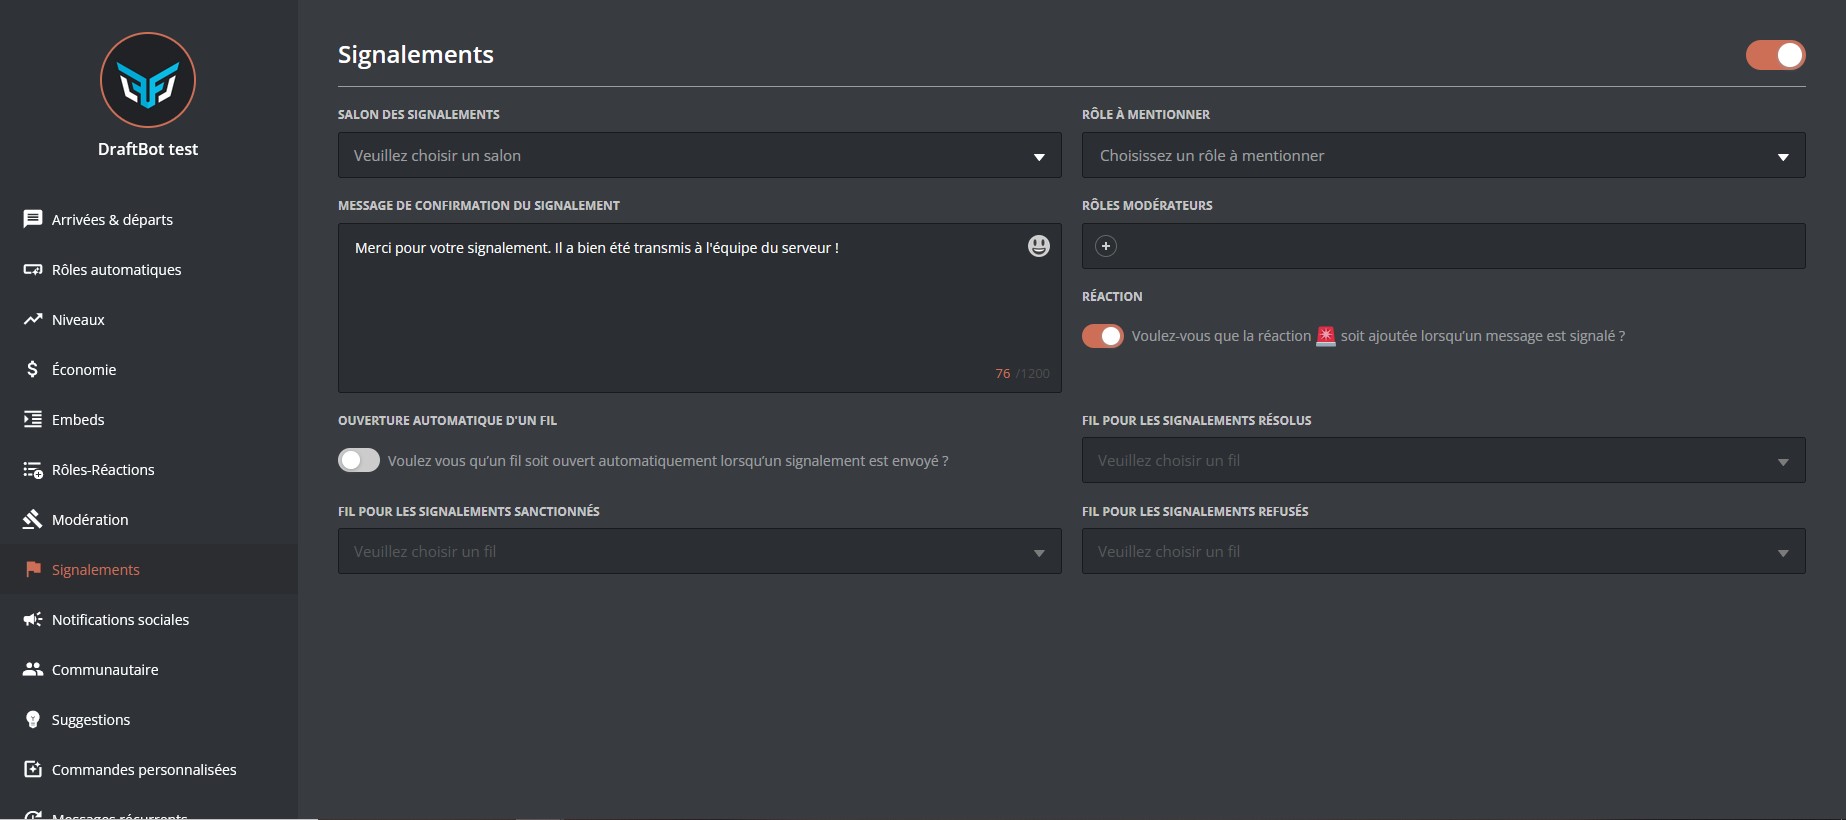 DraftBot test
Arrivées & départs
Rôles automatiques
Niveaux
Économie
Embeds
Rôles-Réactions
Modération
Signalements
Notifications sociales
Communautaire
Suggestions
Commandes personnalisées
Messages récurrents
Signalements
SALON DES SIGNALEMENTS
Veuillez choisir un salon
RÔLE À MENTIONNER
Choisissez un rôle à mentionner
MESSAGE DE CONFIRMATION DU SIGNALEMENT
Merci pour votre signalement. Il a bien été transmis à l'équipe du serveur !
76 /1200
RÔLES MODÉRATEURS
RÉACTION
Voulez-vous que la réaction 🚨 soit ajoutée lorsqu'un message est signalé ?
OUVERTURE AUTOMATIQUE D'UN FIL
Voulez vous qu'un fil soit ouvert automatiquement lorsqu'un signalement est envoyé ?
FIL POUR LES SIGNALEMENTS RÉSOLUS
Veuillez choisir un fil
FIL POUR LES SIGNALEMENTS SANCTIONNÉS
Veuillez choisir un fil
FIL POUR LES SIGNALEMENTS REFUSÉS
Veuillez choisir un fil